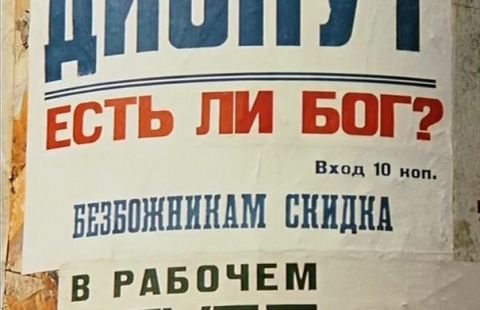 ДИСПУТ
ЕСТЬ ЛИ БОГ?
Вход 10 коп.
БЕЗБОЖНИКАМ СКИДКА
В РАБОЧЕМ